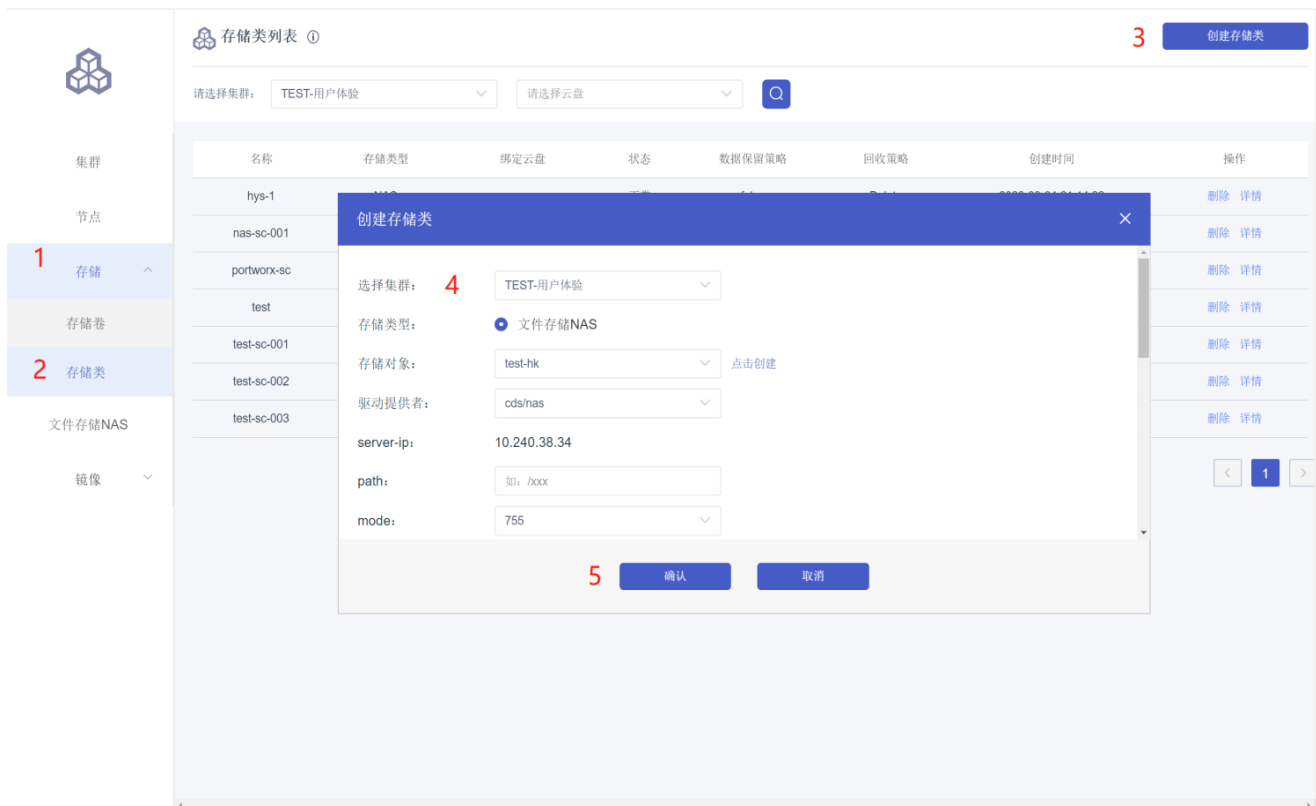 存储类列表
3
创建存储类
请选择集群： TEST-用户体验 请选择云盘
集群
节点
1 存储
存储卷
2 存储类
文件存储NAS
镜像
名称 存储类型 绑定云盘 状态 数据保留策略 回收策略 创建时间 操作
hys-1 删除 详情
nas-sc-001 删除 详情
portworx-sc 删除 详情
test 删除 详情
test-sc-001 删除 详情
test-sc-002 删除 详情
test-sc-003 删除 详情
1
创建存储类
选择集群： 4 TEST-用户体验
存储类型： 文件存储NAS
存储对象： test-hk 点击创建
驱动提供者： cds/nas
server-ip： 10.240.38.34
path： 如：/xxx
mode： 755
5 确认 取消